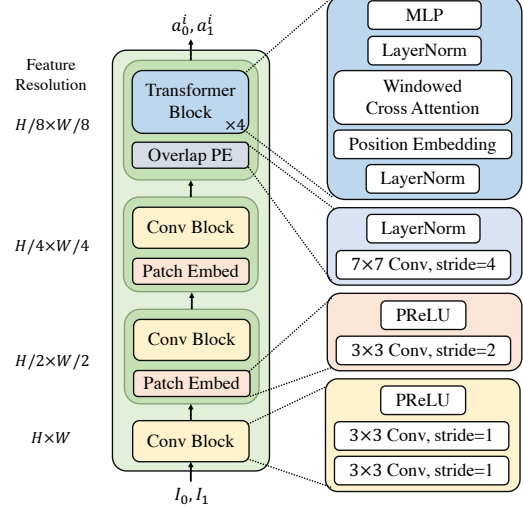 a_0^i, a_1^i
Feature
Resolution
H/8×W/8
Transformer
Block
×4
Overlap PE
H/4×W/4
Conv Block
Patch Embed
H/2×W/2
Conv Block
Patch Embed
H×W
Conv Block
I_0, I_1
MLP
LayerNorm
Windowed
Cross Attention
Position Embedding
LayerNorm
LayerNorm
7×7 Conv, stride=4
PReLU
3×3 Conv, stride=2
PReLU
3×3 Conv, stride=1
3×3 Conv, stride=1